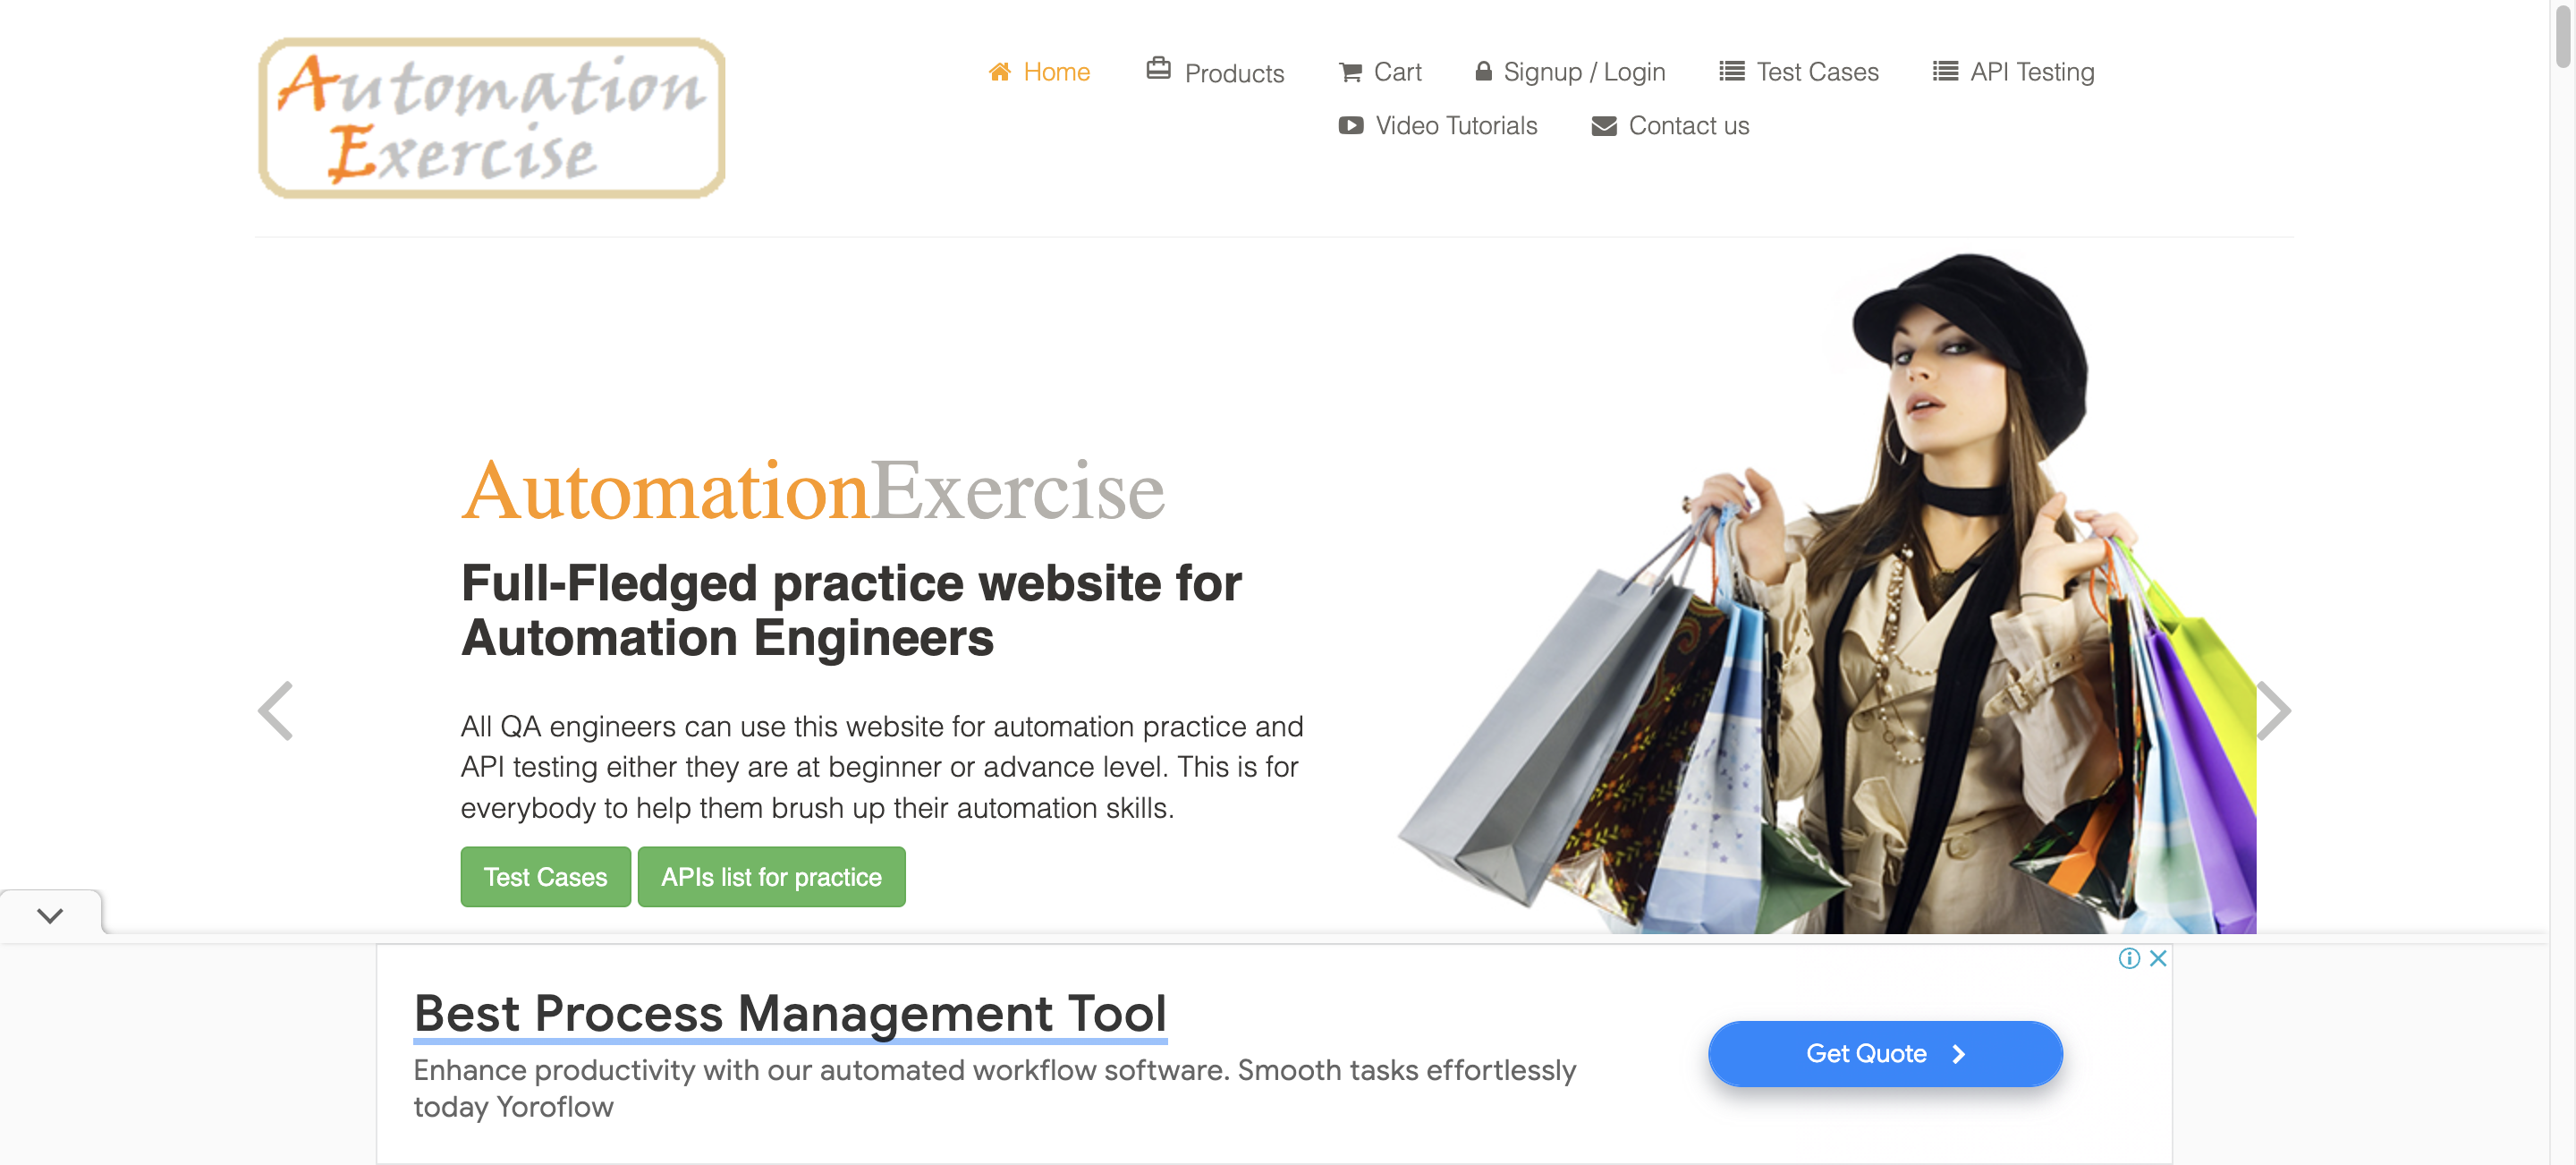 Automation
Exercise
Home
Products
Cart
Signup / Login
Test Cases
API Testing
Video Tutorials
Contact us
AutomationExercise
Full-Fledged practice website for
Automation Engineers
All QA engineers can use this website for automation practice and
API testing either they are at beginner or advance level. This is for
everybody to help them brush up their automation skills.
Test Cases
APIs list for practice
Best Process Management Tool
Enhance productivity with our automated workflow software. Smooth tasks effortlessly
today Yoroflow
Get Quote